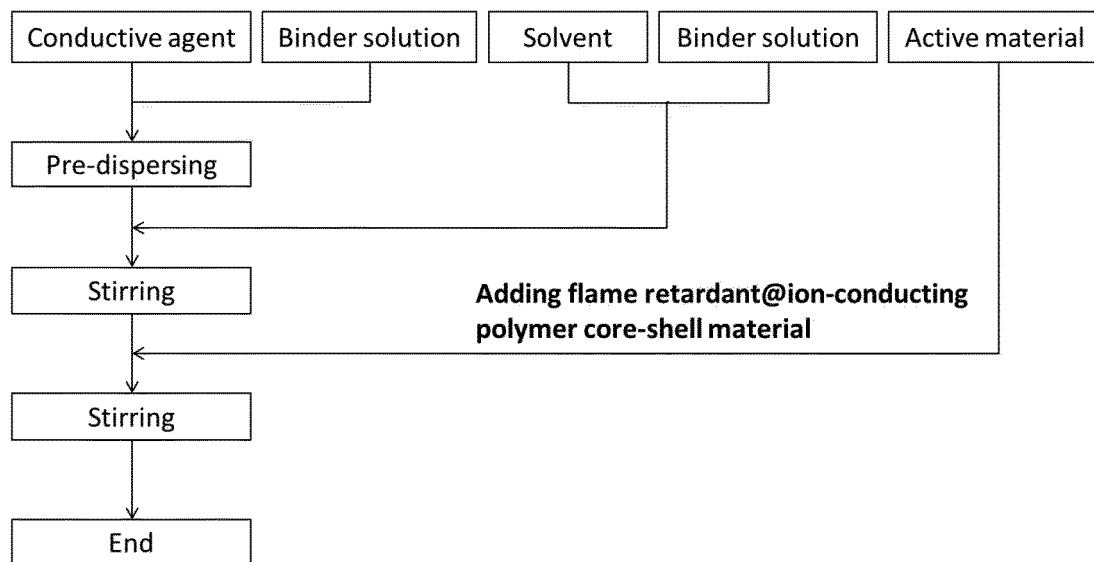 Conductive agent
Binder solution
Solvent
Binder solution
Active material
Pre-dispersing
Stirring
Adding flame retardant@ion-conducting
polymer core-shell material
Stirring
End